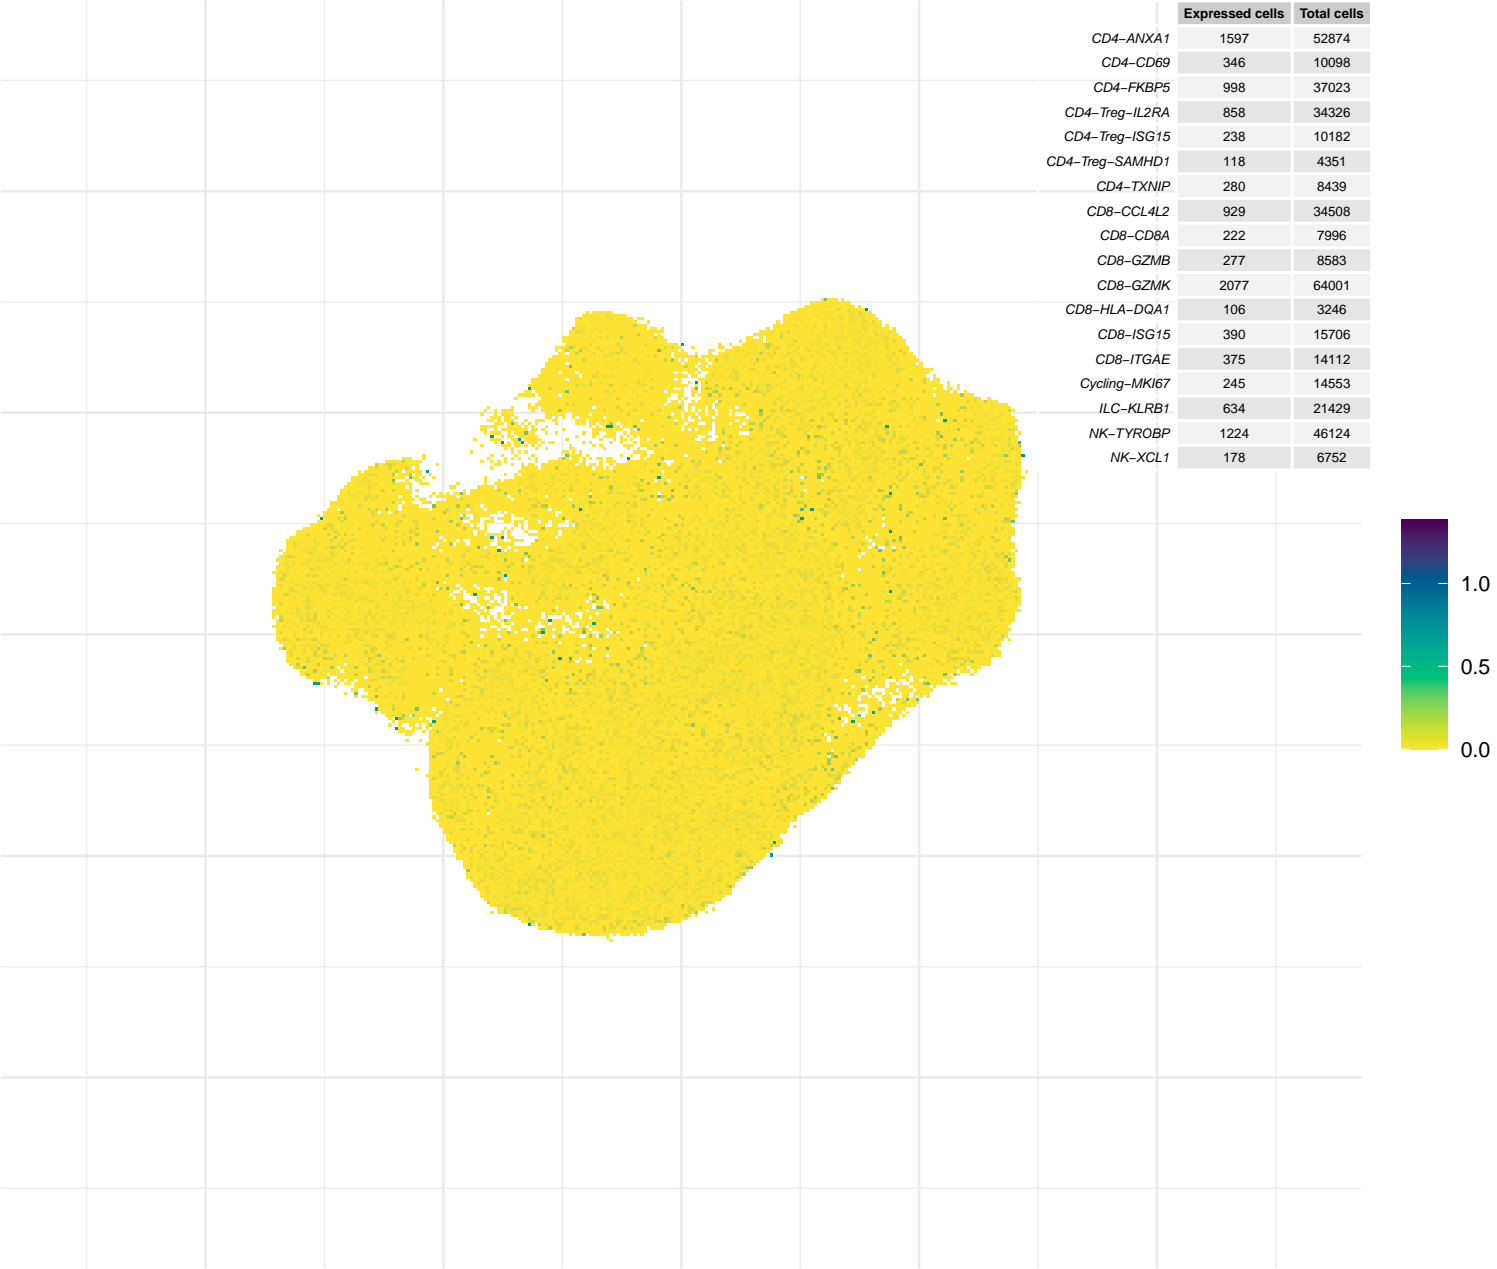 Expressed cells Total cells
CD4−ANXA1 1597 52874
CD4−CD69 346 10098
CD4−FKBP5 998 37023
CD4−Treg−IL2RA 858 34326
CD4−Treg−ISG15 238 10182
CD4−Treg−SAMHD1 118 4351
CD4−TXNIP 280 8439
CD8−CCL4L2 929 34508
CD8−CD8A 222 7996
CD8−GZMB 277 8583
CD8−GZMK 2077 64001
CD8−HLA−DQA1 106 3246
CD8−ISG15 390 15706
CD8−ITGAE 375 14112
Cycling−MKI67 245 14553
ILC−KLRB1 634 21429
NK−TYROBP 1224 46124
NK−XCL1 178 6752
1.0
0.5
0.0